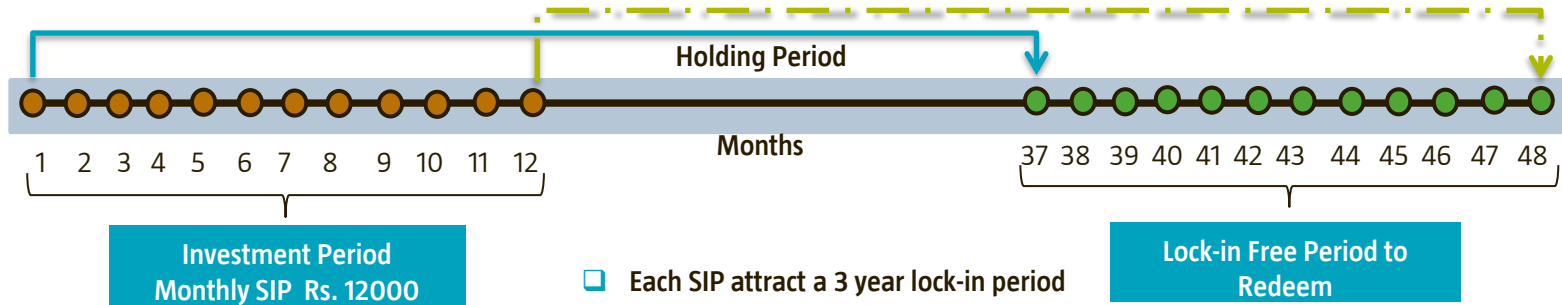 Holding Period
Months
1 2 3 4 5 6 7 8 9 10 11 12
37 38 39 40 41 42 43 44 45 46 47 48
Investment Period
Monthly SIP Rs. 12000
Each SIP attract a 3 year lock-in period
Lock-in Free Period to
Redeem